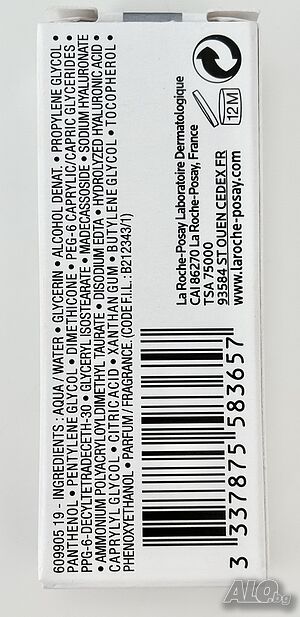 609905 19 - INGREDIENTS : AQUA / WATER • GLYCERIN • ALCOHOL DENAT. • PROPYLENE GLYCOL •
PANTHENOL • PENTYLENE GLYCOL • DIMETHICONE • PEG-6 CAPRYLIC/CAPRIC GLYCERIDES •
PPG-6-DECYLTETRADECETH-30 • GLYCERYL ISOSTEARATE • MADECASSOSIDE • SODIUM HYALURONATE
• AMMONIUM POLYACRYLOYLDIMETHYL TAURATE • DISODIUM EDTA • HYDROLYZED HYALURONIC ACID •
CAPRYLYL GLYCOL • CITRIC ACID • XANTHAN GUM • BUTYLENE GLYCOL • TOCOPHEROL •
PHENOXYETHANOL • PARFUM / FRAGRANCE. (CODE F.I.L. : B212343/1)
12M
La Roche-Posay Laboratoire Dermatologique
CAI 86270 La Roche-Posay, France
TSA 75000
93584 ST OUEN CEDEX FR
www.laroche-posay.com
3 337875 583657
ALO.bg